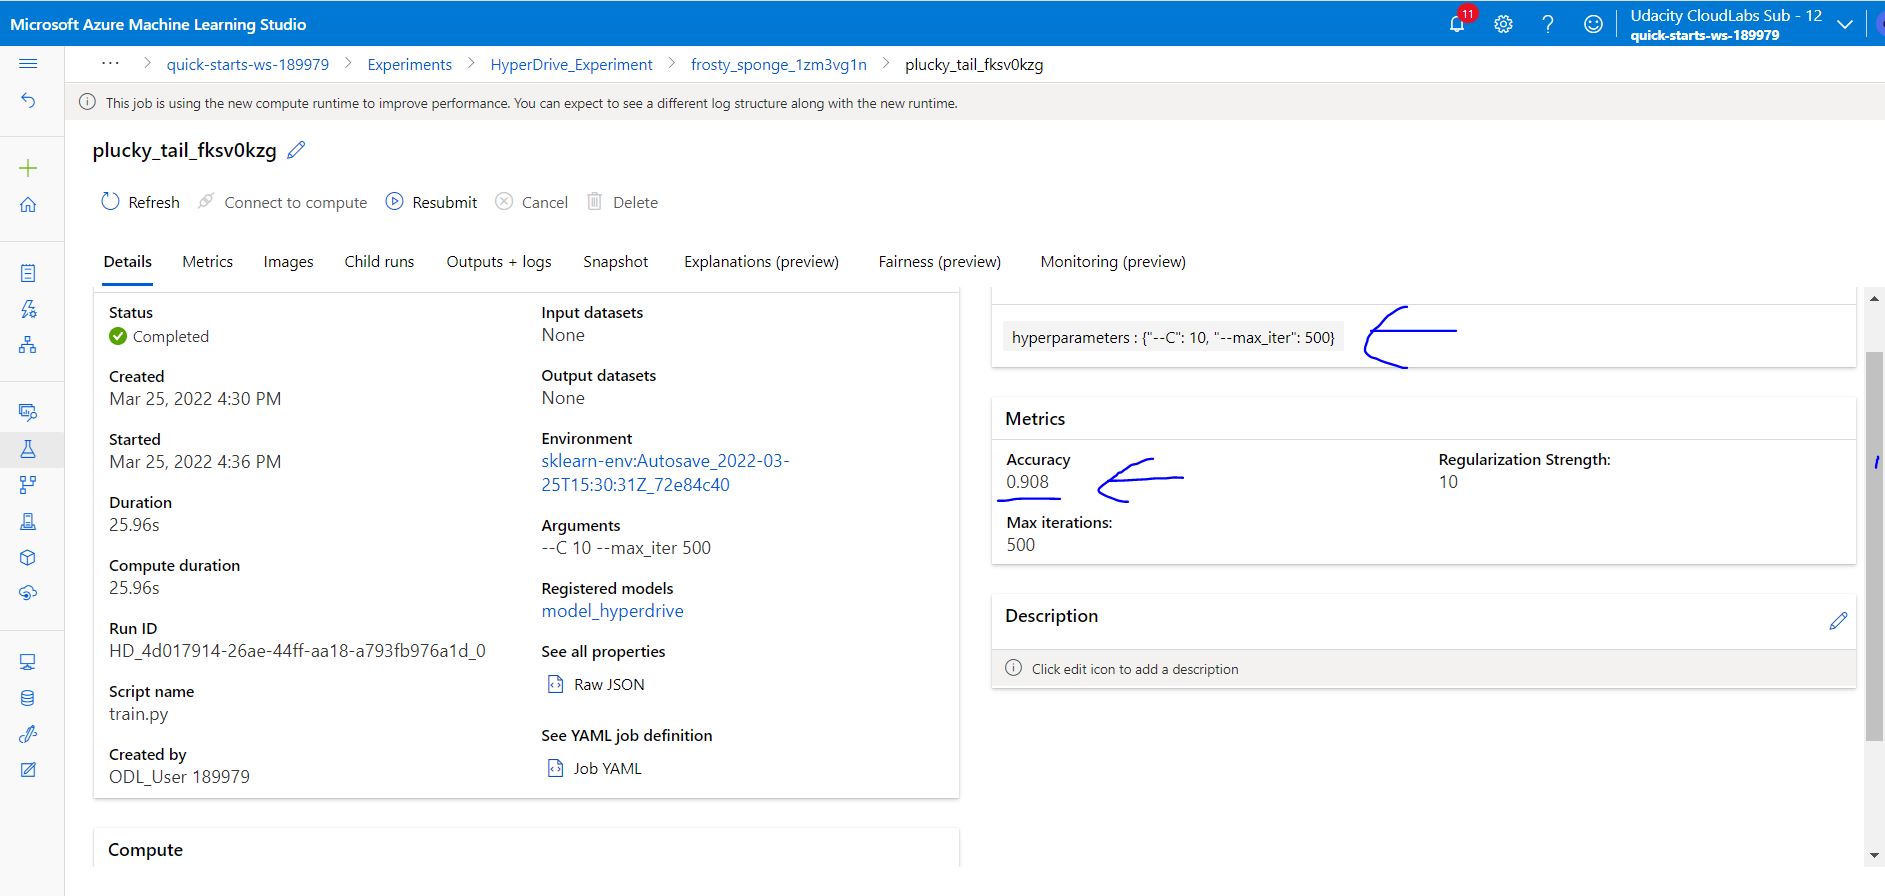 Microsoft Azure Machine Learning Studio
11
Udacity CloudLabs Sub - 12
quick-starts-ws-189979
··· > quick-starts-ws-189979 > Experiments > HyperDrive_Experiment > frosty_sponge_1zm3vg1n > plucky_tail_fksv0kzg
This job is using the new compute runtime to improve performance. You can expect to see a different log structure along with the new runtime.
plucky_tail_fksv0kzg
Refresh Connect to compute Resubmit Cancel Delete
Details Metrics Images Child runs Outputs + logs Snapshot Explanations (preview) Fairness (preview) Monitoring (preview)
Status
Completed
Created
Mar 25, 2022 4:30 PM
Started
Mar 25, 2022 4:36 PM
Duration
25.96s
Compute duration
25.96s
Run ID
HD_4d017914-26ae-44ff-aa18-a793fb976a1d_0
Script name
train.py
Created by
ODL_User 189979
Input datasets
None
Output datasets
None
Environment
sklearn-env:Autosave_2022-03-
25T15:30:31Z_72e84c40
Arguments
--C 10 --max_iter 500
Registered models
model_hyperdrive
See all properties
Raw JSON
See YAML job definition
Job YAML
Compute
hyperparameters : {"--C": 10, "--max_iter": 500}
Metrics
Accuracy
0.908
Regularization Strength:
10
Max iterations:
500
Description
Click edit icon to add a description